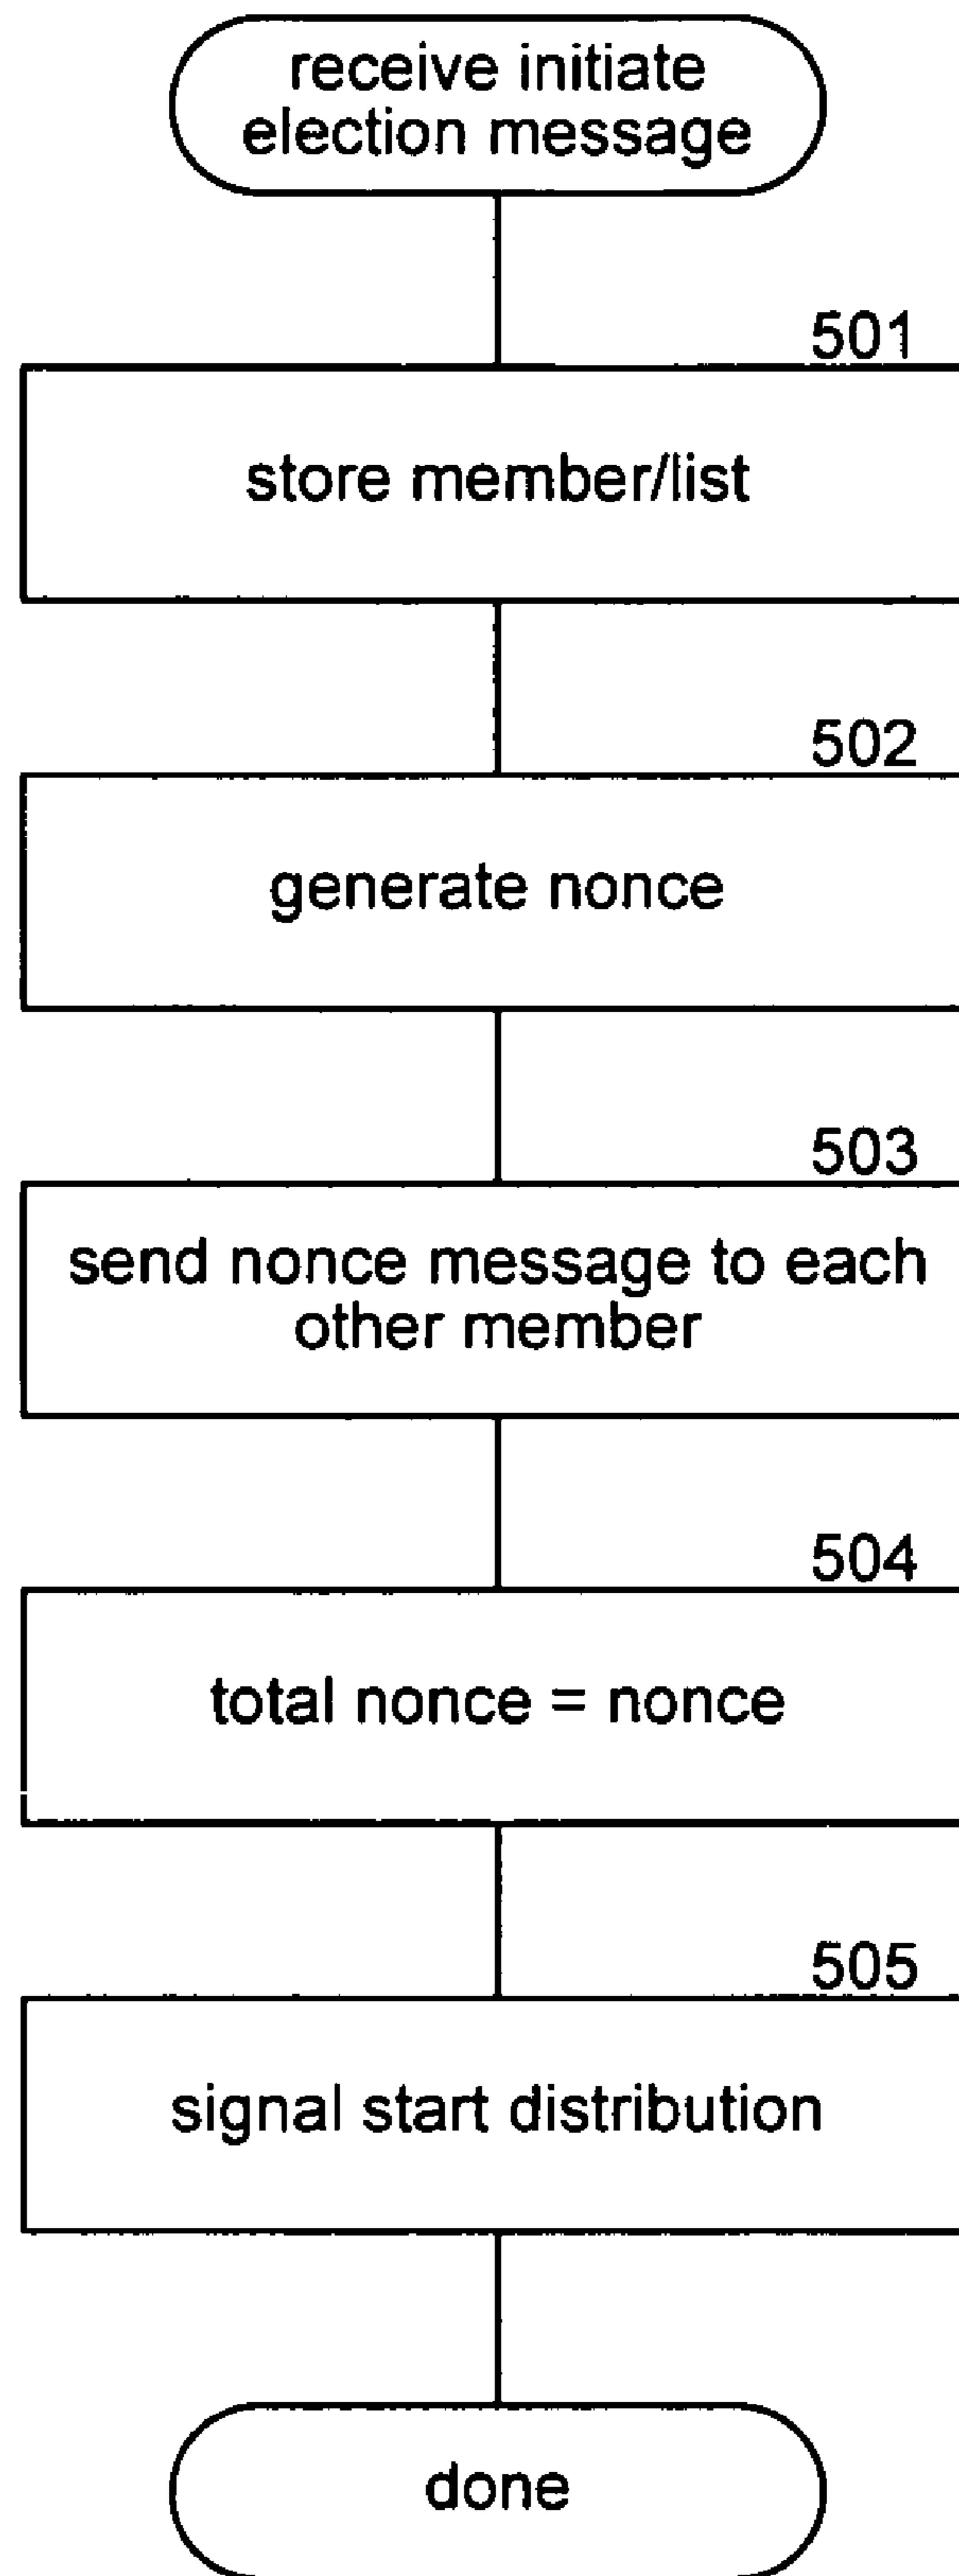 receive initiate
election message
501
store member/list
502
generate nonce
503
send nonce message to each
other member
504
total nonce = nonce
505
signal start distribution
done